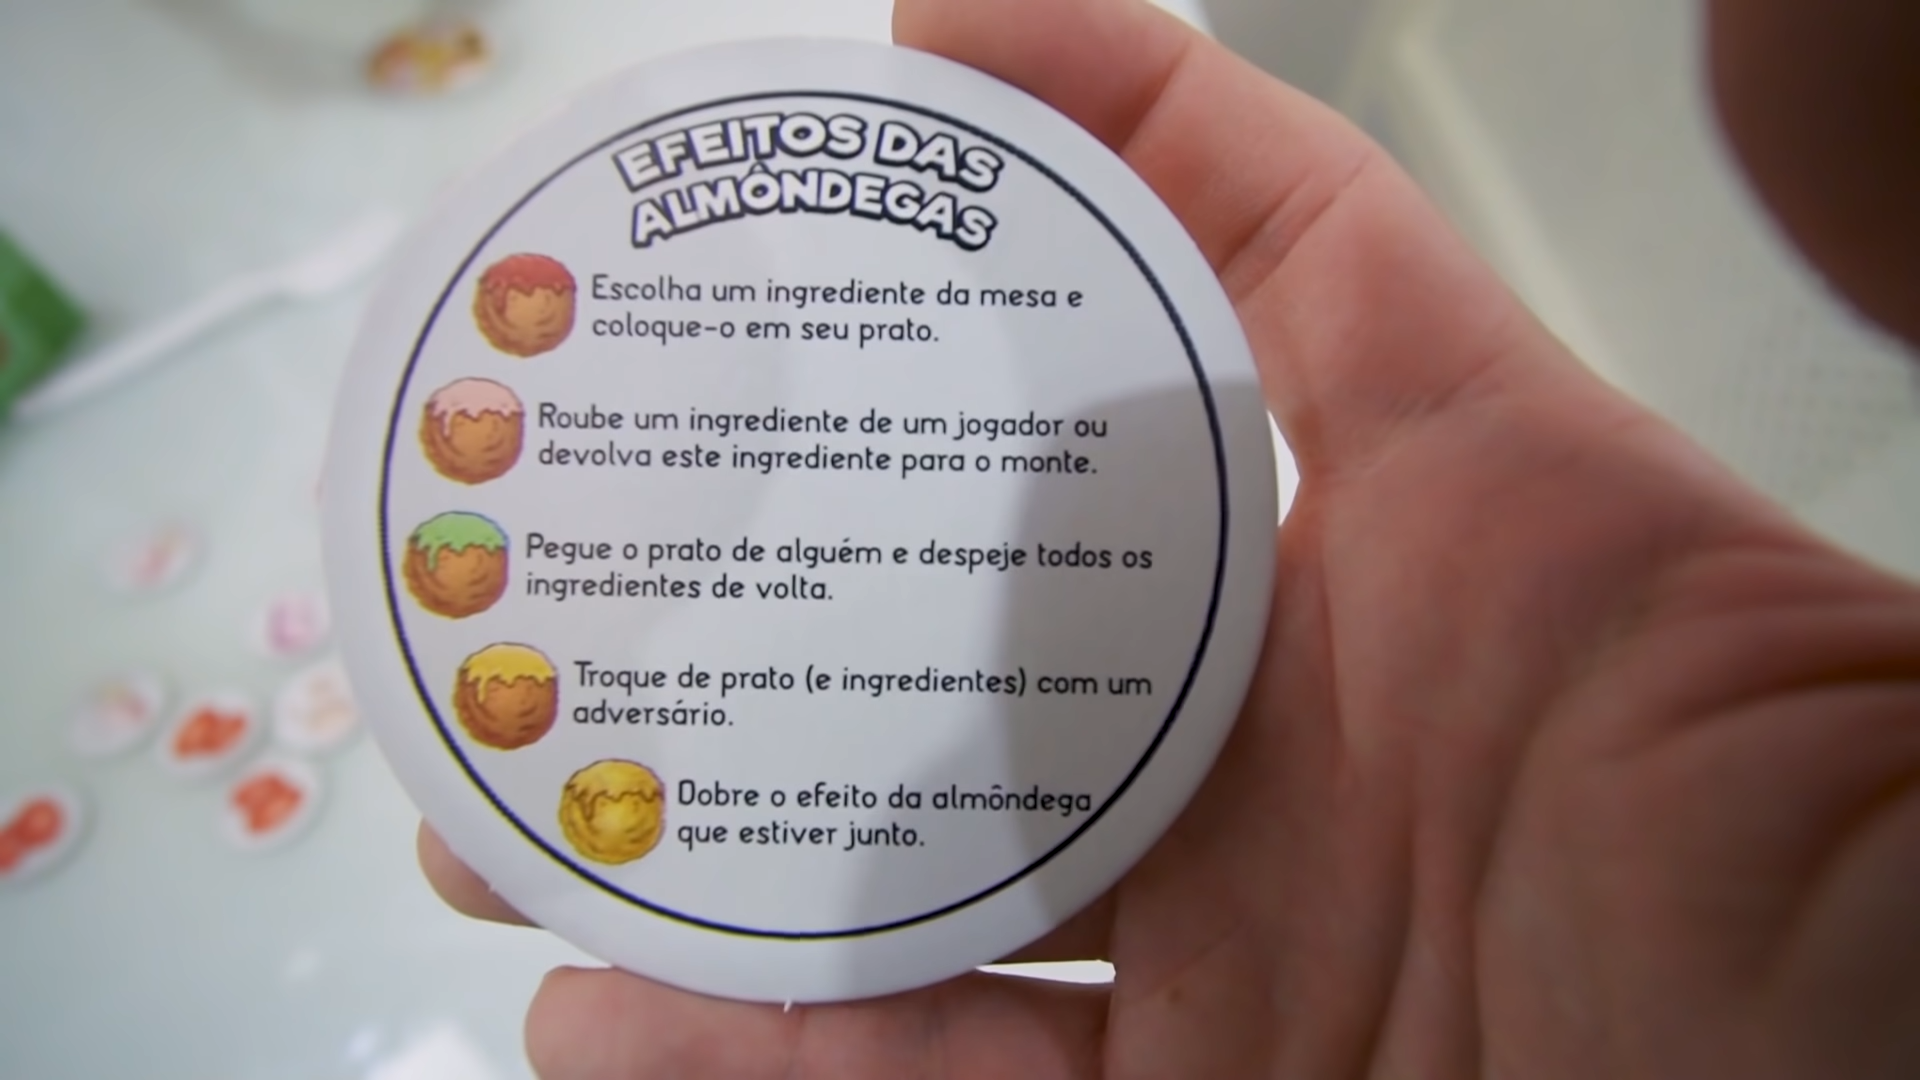 EFEITOS DAS
ALMÔNDEGAS
Escolha um ingrediente da mesa e
coloque-o em seu prato.
Roube um ingrediente de um jogador ou
devolva este ingrediente para o monte.
Pegue o prato de alguém e despeje todos os
ingredientes de volta.
Troque de prato (e ingredientes) com um
adversário.
Dobre o efeito da almôndega
que estiver junto.